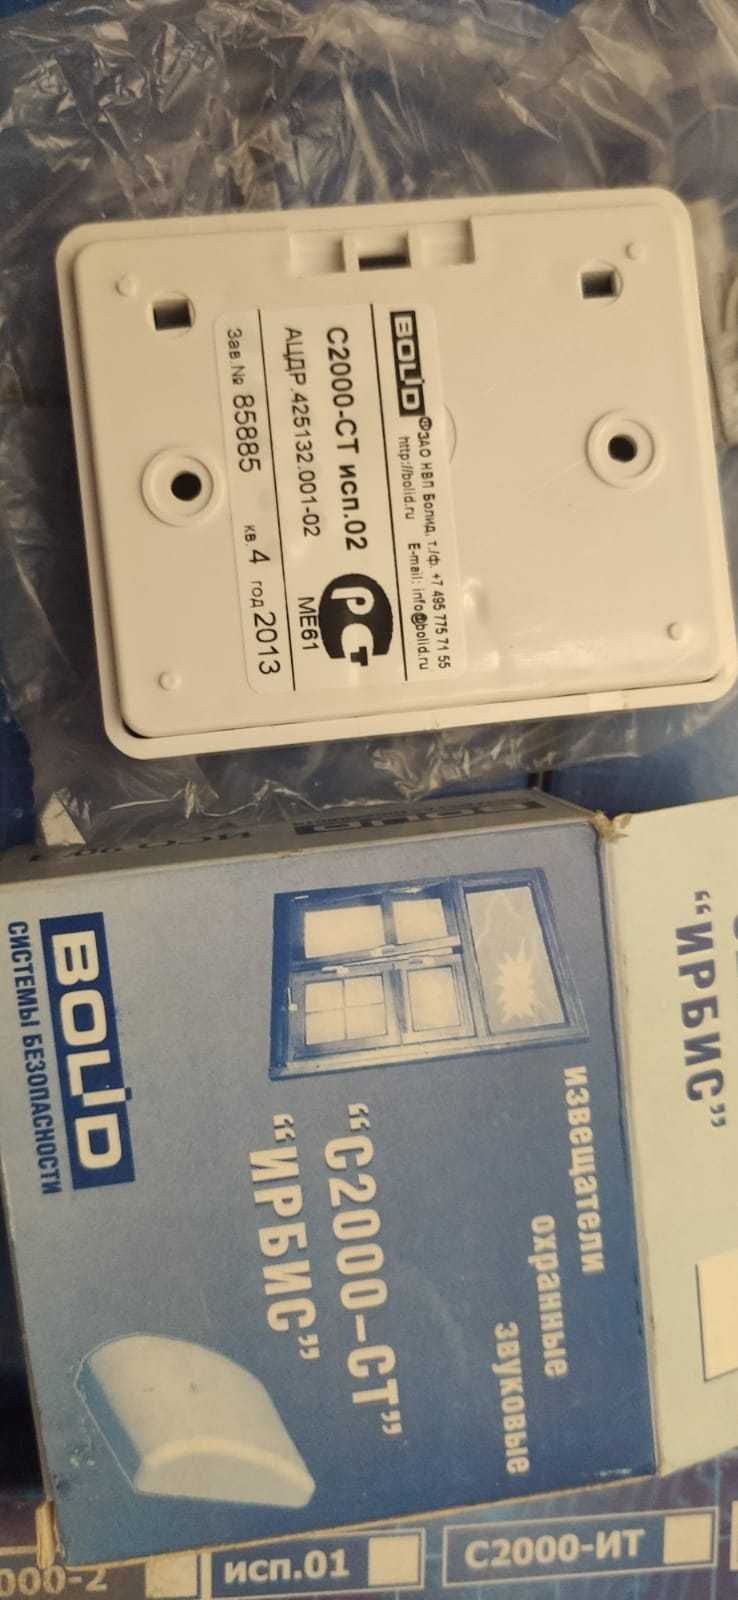 BOLID® ЗАО НВП Болид, т./ф. +7 495 775 71 55
http://bolid.ru E-mail: info@bolid.ru
С2000-СТ исп.02
АЦДР.425132.001-02
МЕ61
Зав.№ 85885 кв. 4 год 2013
BOLID
BOLID
СИСТЕМЫ БЕЗОПАСНОСТИ
извещатели
охранные
звуковые
“С2000-СТ”
“ИРБИС”
“ИРБИС”
исп.01
С2000-ИТ